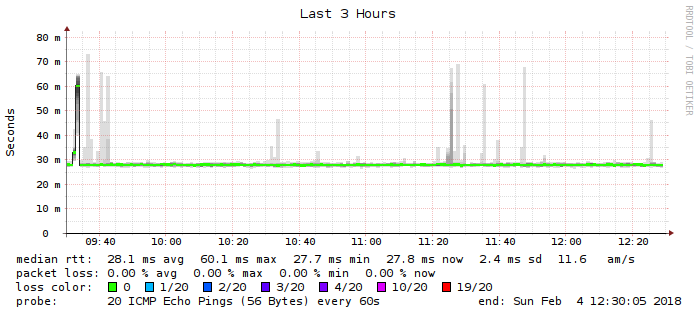 Last 3 Hours
RRDTOOL / TOBI OETIKER
Seconds
80 m
70 m
60 m
50 m
40 m
30 m
20 m
10 m
0
09:40 10:00 10:20 10:40 11:00 11:20 11:40 12:00 12:20
median rtt: 28.1 ms avg 60.1 ms max 27.7 ms min 27.8 ms now 2.4 ms sd 11.6 am/s
packet loss: 0.00 % avg 0.00 % max 0.00 % min 0.00 % now
loss color: 0 1/20 2/20 3/20 4/20 10/20 19/20
probe: 20 ICMP Echo Pings (56 Bytes) every 60s end: Sun Feb 4 12:30:05 2018